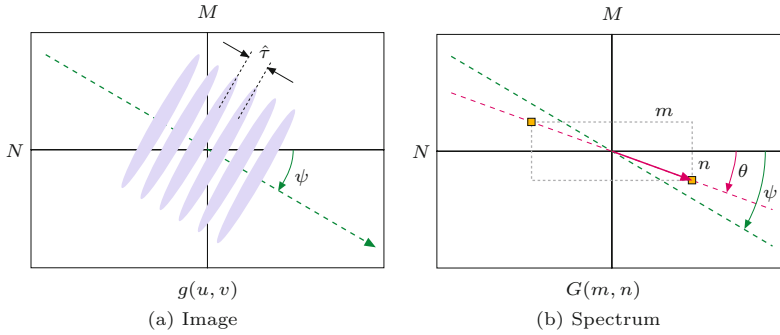 M
τ̂
N
ψ
g(u, v)
(a) Image
M
m
N
n
θ
ψ
G(m, n)
(b) Spectrum